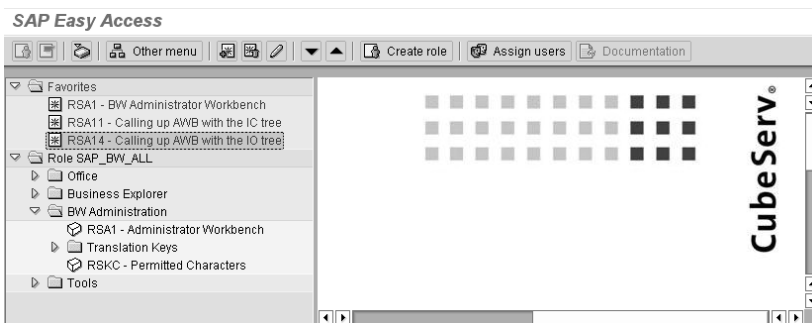 SAP Easy Access
Other menu Create role Assign users Documentation
Favorites
RSA1 - BW Administrator Workbench
RSA11 - Calling up AWB with the IC tree
RSA14 - Calling up AWB with the IO tree
Role SAP_BW_ALL
Office
Business Explorer
BW Administration
RSA1 - Administrator Workbench
Translation Keys
RSKC - Permitted Characters
Tools
CubeServ®